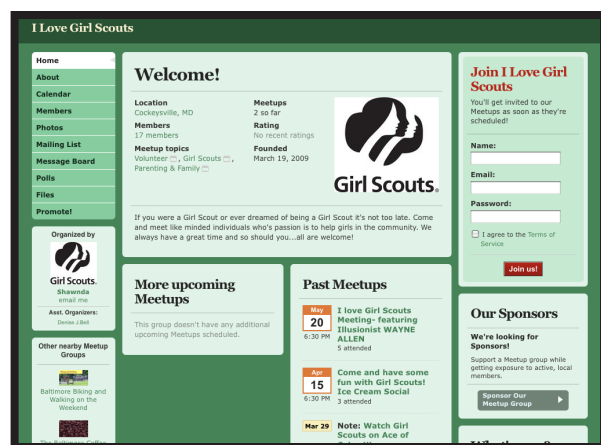 I Love Girl Scouts
Home
About
Calendar
Members
Photos
Mailing List
Message Board
Polls
Files
Promote!
Organized by
Girl Scouts.
Shawnda
email me
Asst. Organizers:
Denise J.Bell
Other nearby Meetup
Groups
Baltimore Biking and
Walking on the
Weekend
The Baltimore Coffee
Welcome!
Location
Cockeysville, MD
Members
17 members
Meetup topics
Volunteer , Girl Scouts ,
Parenting & Family
Meetups
2 so far
Rating
No recent ratings
Founded
March 19, 2009
Girl Scouts®
If you were a Girl Scout or ever dreamed of being a Girl Scout it's not too late. Come
and meet like minded individuals who's passion is to help girls in the community. We
always have a great time and so should you...all are welcome!
More upcoming
Meetups
This group doesn't have any additional
upcoming Meetups scheduled.
Past Meetups
May
20
6:30 PM
I love Girl Scouts
Meeting- featuring
Illusionist WAYNE
ALLEN
5 attended
Apr
15
6:30 PM
Come and have some
fun with Girl Scouts!
Ice Cream Social
3 attended
Mar 29
Note: Watch Girl
Scouts on Ace of
Join I Love Girl
Scouts
You'll get invited to our
Meetups as soon as they're
scheduled!
Name:
Email:
Password:
I agree to the Terms of
Service
Join us!
Our Sponsors
We're looking for
Sponsors!
Support a Meetup group while
getting exposure to active, local
members.
Sponsor Our
Meetup Group